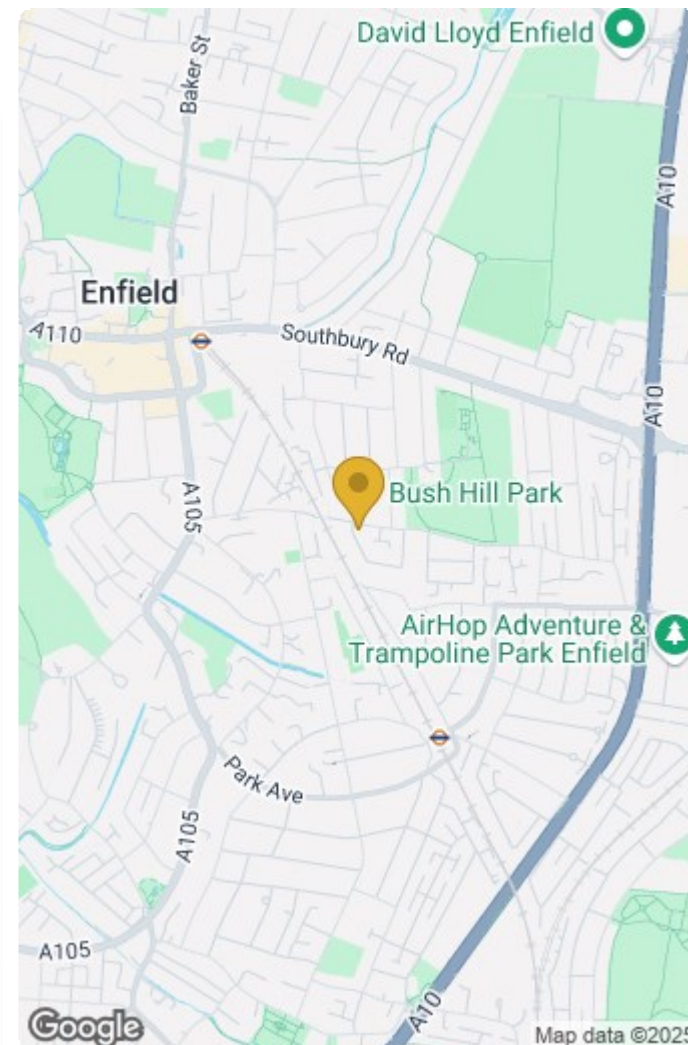 David Lloyd Enfield
Baker St
A10
Enfield
A110
Southbury Rd
A10
Bush Hill Park
A105
AirHop Adventure &
Trampoline Park Enfield
Park Ave
A105
A105
A10
Google
Map data ©2025